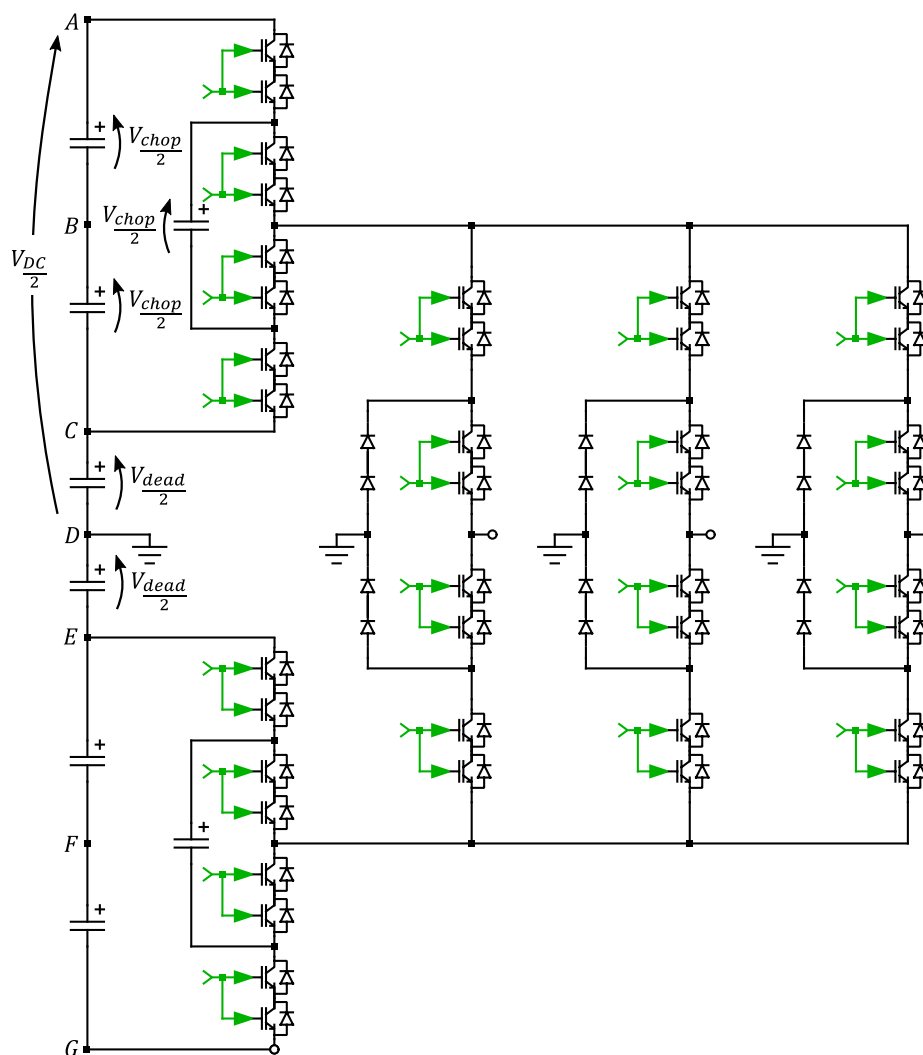 A
+
V_chop/2
+
B
V_chop/2
V_DC/2
+
V_chop/2
C
+
V_dead/2
D
+
V_dead/2
E
+
+
F
+
G